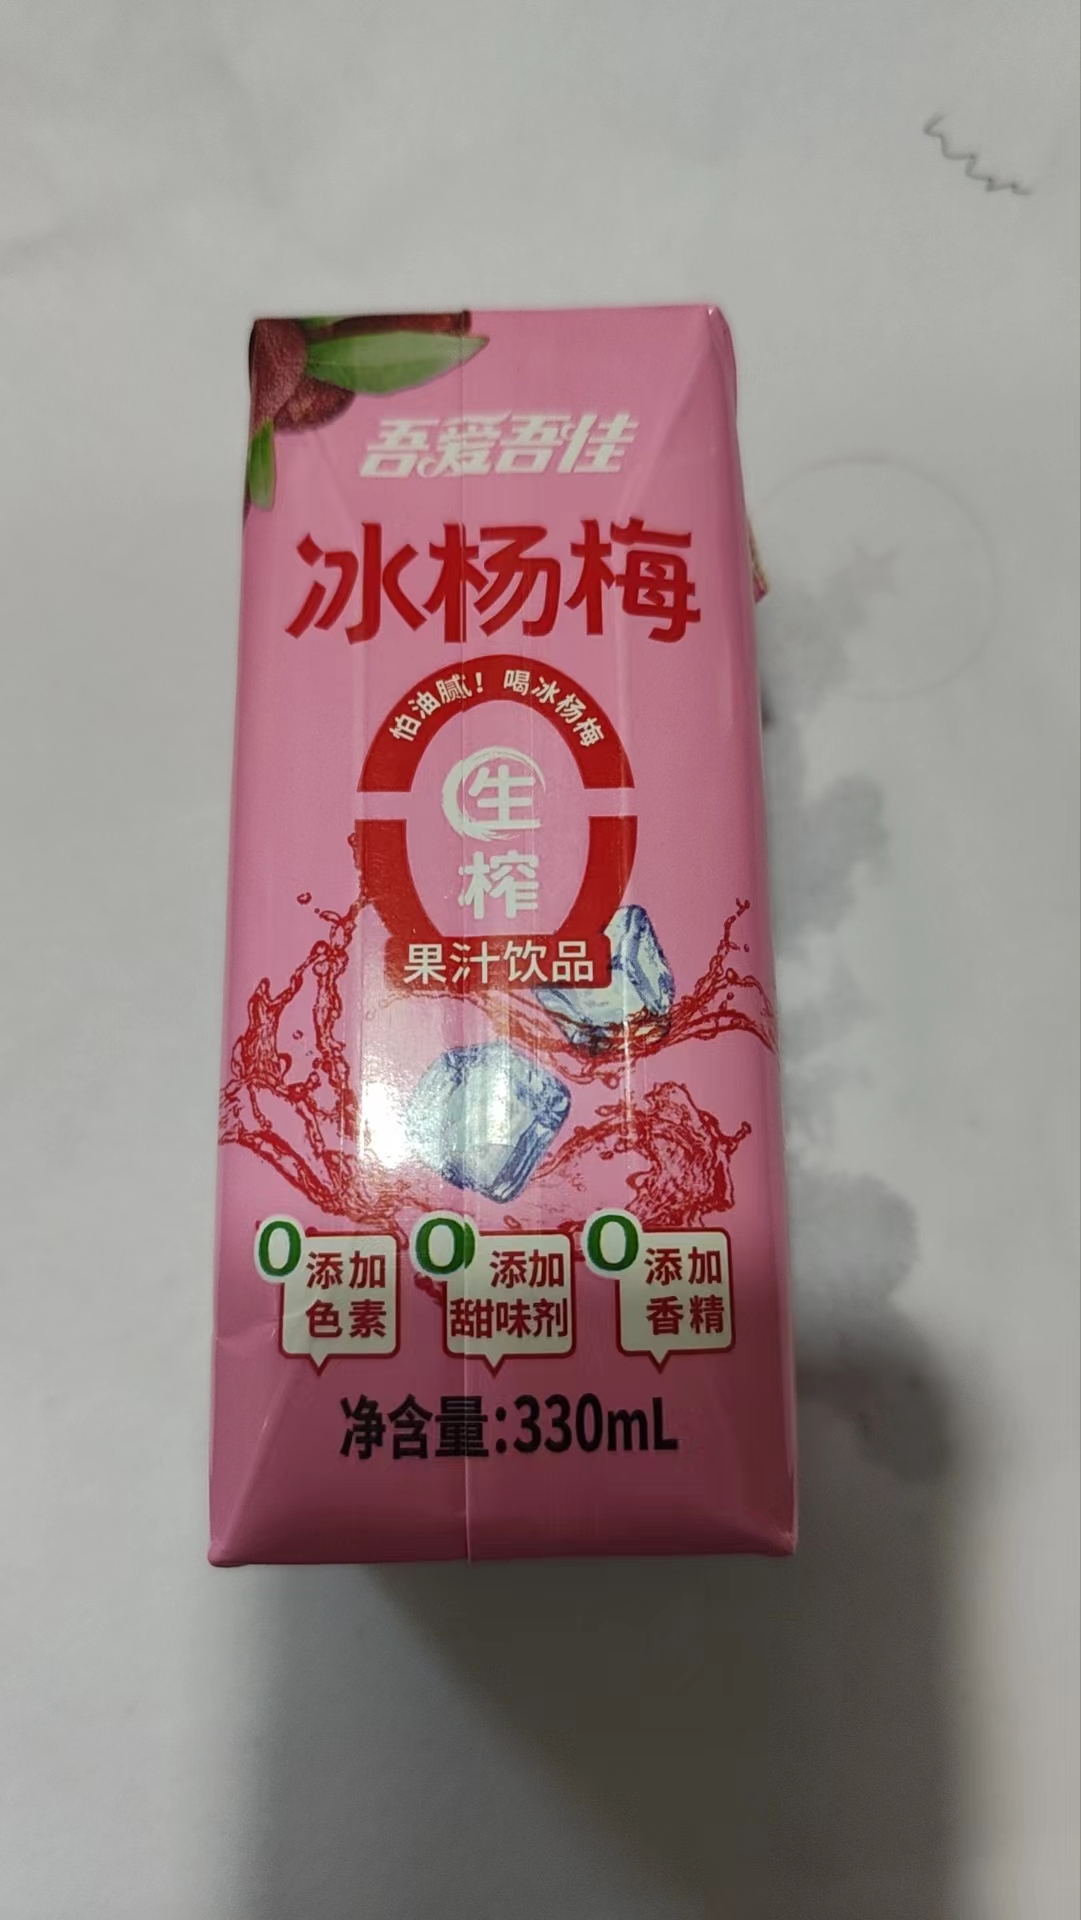 吾爱吾佳
冰杨梅
怕油腻！喝冰杨梅
生
榨
果汁饮品
0添加
色素
0添加
甜味剂
0添加
香精
净含量:330mL